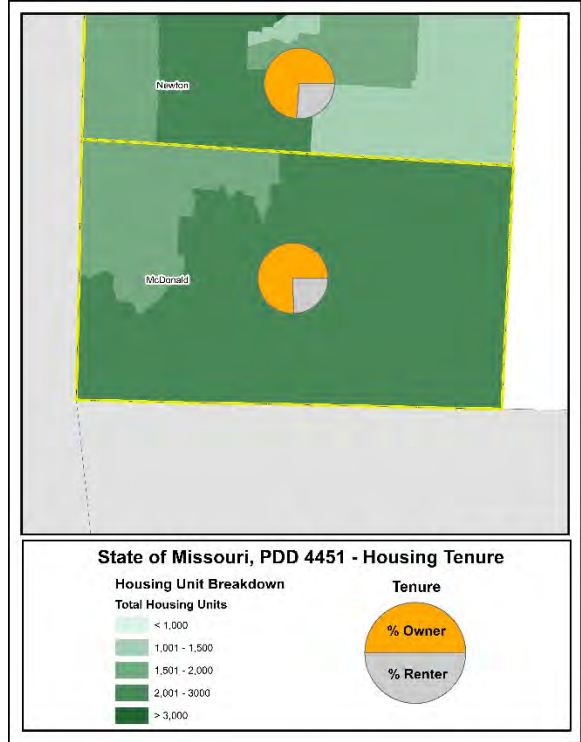 Newton
McDonald
State of Missouri, PDD 4451 - Housing Tenure
Housing Unit Breakdown
Total Housing Units
< 1,000
1,001 - 1,500
1,501 - 2,000
2,001 - 3000
> 3,000
Tenure
% Owner
% Renter